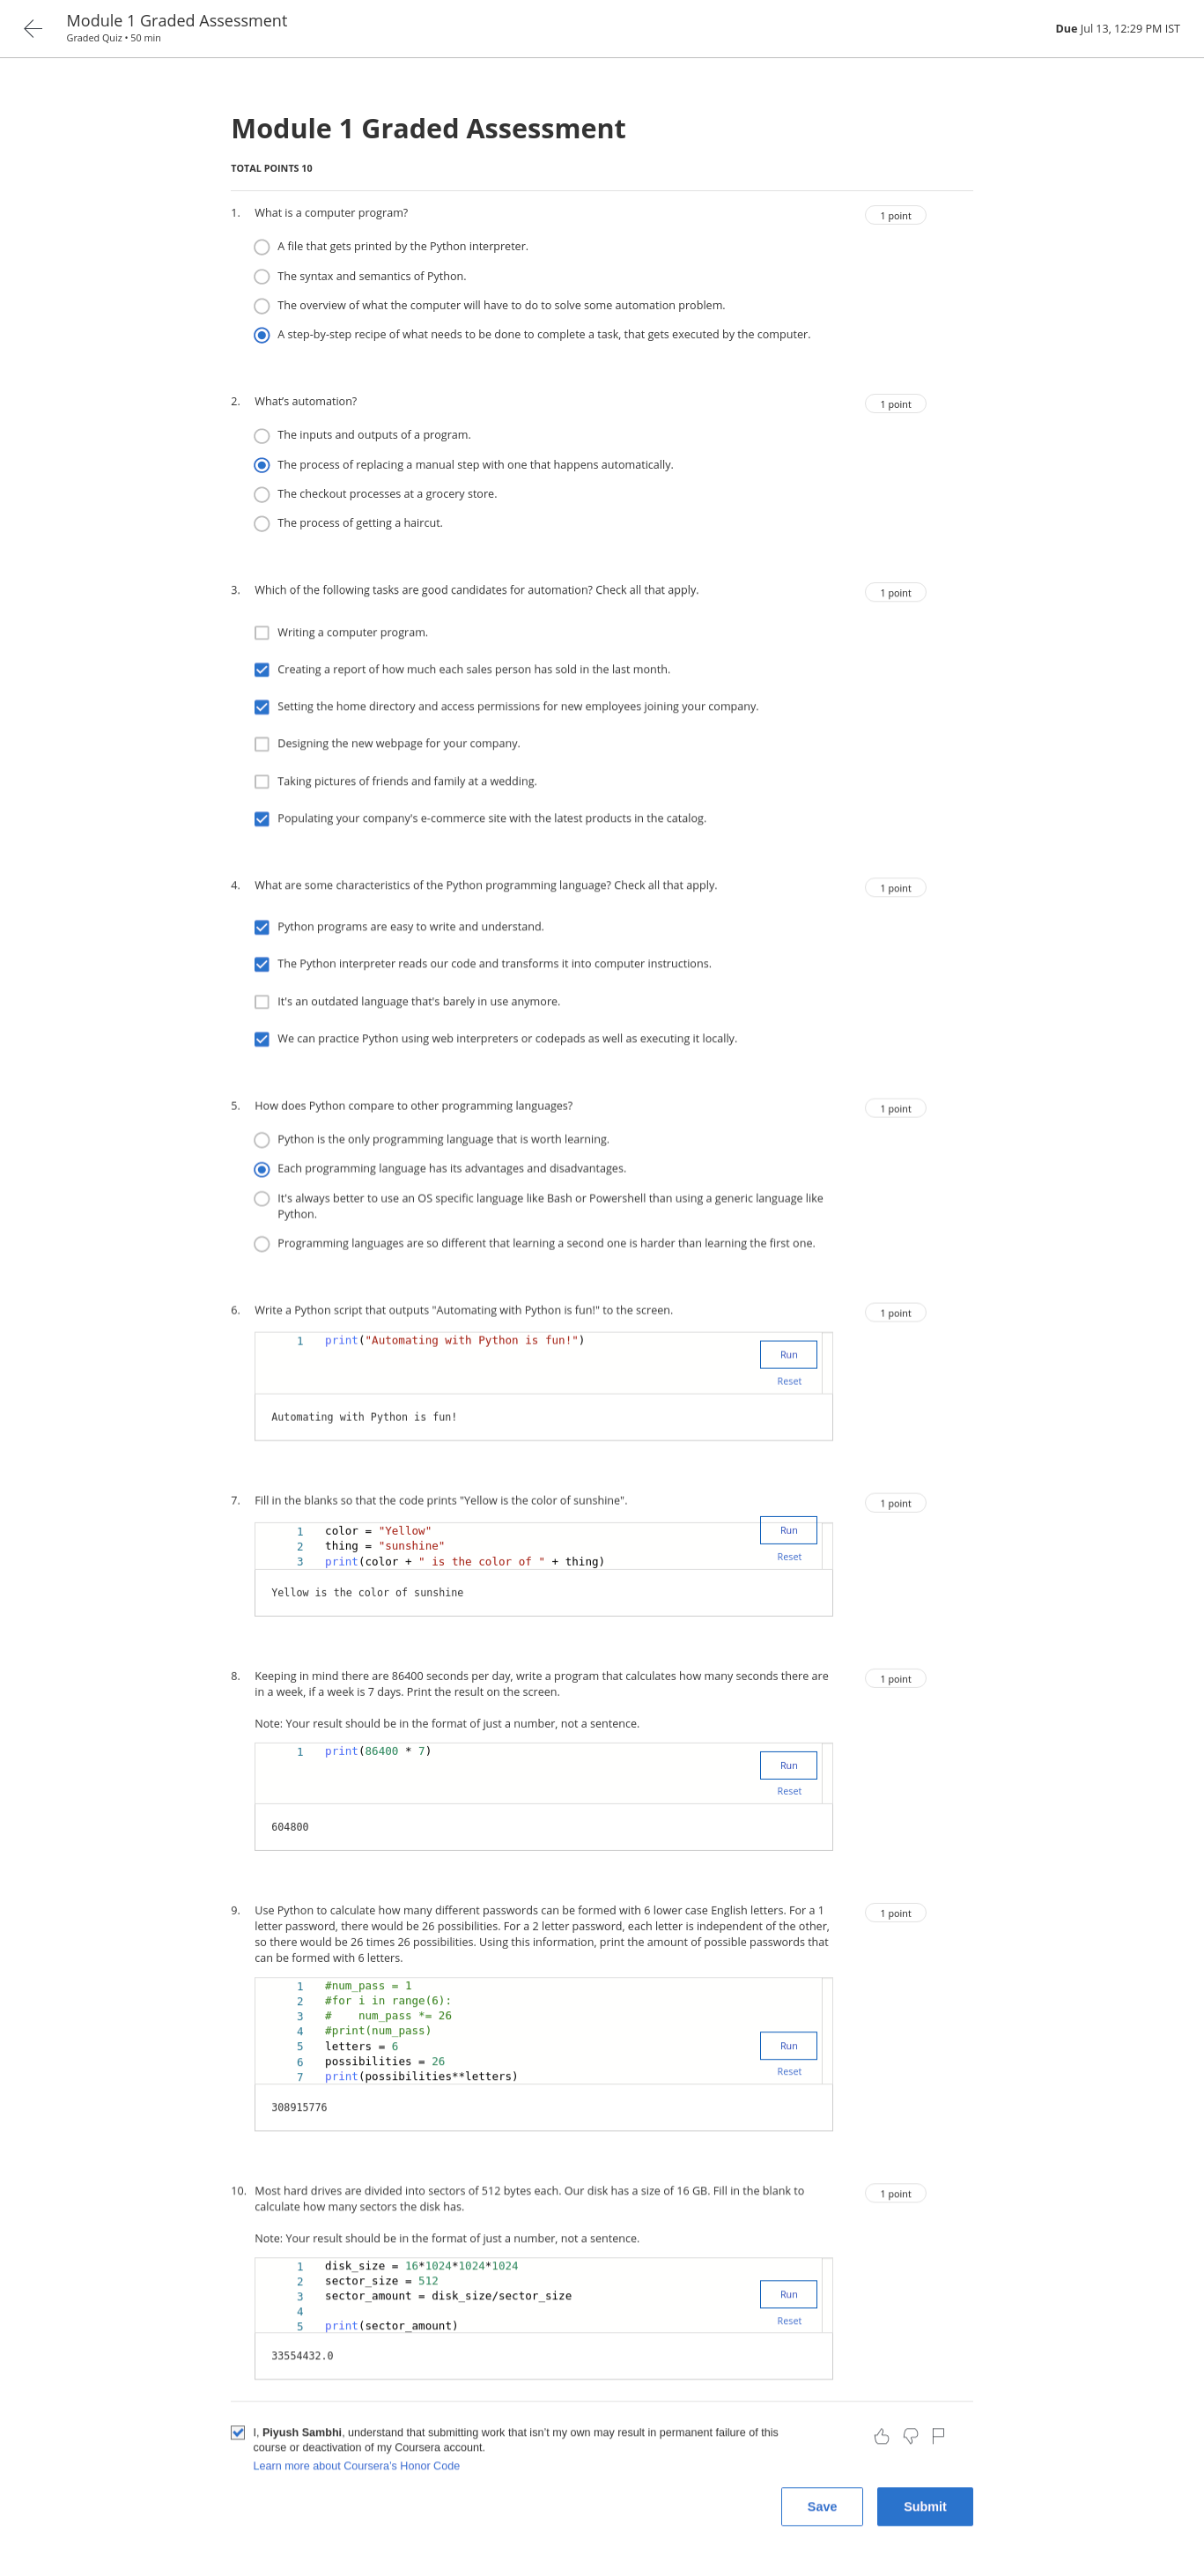 Module 1 Graded Assessment
Graded Quiz • 50 min
Due Jul 13, 12:29 PM IST
Module 1 Graded Assessment
TOTAL POINTS 10
1. What is a computer program?
1 point
A file that gets printed by the Python interpreter.
The syntax and semantics of Python.
The overview of what the computer will have to do to solve some automation problem.
A step-by-step recipe of what needs to be done to complete a task, that gets executed by the computer.
2. What’s automation?
1 point
The inputs and outputs of a program.
The process of replacing a manual step with one that happens automatically.
The checkout processes at a grocery store.
The process of getting a haircut.
3. Which of the following tasks are good candidates for automation? Check all that apply.
1 point
Writing a computer program.
Creating a report of how much each sales person has sold in the last month.
Setting the home directory and access permissions for new employees joining your company.
Designing the new webpage for your company.
Taking pictures of friends and family at a wedding.
Populating your company's e-commerce site with the latest products in the catalog.
4. What are some characteristics of the Python programming language? Check all that apply.
1 point
Python programs are easy to write and understand.
The Python interpreter reads our code and transforms it into computer instructions.
It's an outdated language that's barely in use anymore.
We can practice Python using web interpreters or codepads as well as executing it locally.
5. How does Python compare to other programming languages?
1 point
Python is the only programming language that is worth learning.
Each programming language has its advantages and disadvantages.
It's always better to use an OS specific language like Bash or Powershell than using a generic language like
Python.
Programming languages are so different that learning a second one is harder than learning the first one.
6. Write a Python script that outputs "Automating with Python is fun!" to the screen.
1 point
1 print("Automating with Python is fun!")
Run
Reset
Automating with Python is fun!
7. Fill in the blanks so that the code prints "Yellow is the color of sunshine".
1 point
1 color = "Yellow"
2 thing = "sunshine"
3 print(color + " is the color of " + thing)
Run
Reset
Yellow is the color of sunshine
8. Keeping in mind there are 86400 seconds per day, write a program that calculates how many seconds there are
in a week, if a week is 7 days. Print the result on the screen.
1 point
Note: Your result should be in the format of just a number, not a sentence.
1 print(86400 * 7)
Run
Reset
604800
9. Use Python to calculate how many different passwords can be formed with 6 lower case English letters. For a 1
letter password, there would be 26 possibilities. For a 2 letter password, each letter is independent of the other,
so there would be 26 times 26 possibilities. Using this information, print the amount of possible passwords that
can be formed with 6 letters.
1 point
1 #num_pass = 1
2 #for i in range(6):
3 #    num_pass *= 26
4 #print(num_pass)
5 letters = 6
6 possibilities = 26
7 print(possibilities**letters)
Run
Reset
308915776
10. Most hard drives are divided into sectors of 512 bytes each. Our disk has a size of 16 GB. Fill in the blank to
calculate how many sectors the disk has.
1 point
Note: Your result should be in the format of just a number, not a sentence.
1 disk_size = 16*1024*1024*1024
2 sector_size = 512
3 sector_amount = disk_size/sector_size
4
5 print(sector_amount)
Run
Reset
33554432.0
I, Piyush Sambhi, understand that submitting work that isn’t my own may result in permanent failure of this
course or deactivation of my Coursera account.
Learn more about Coursera’s Honor Code
Save
Submit